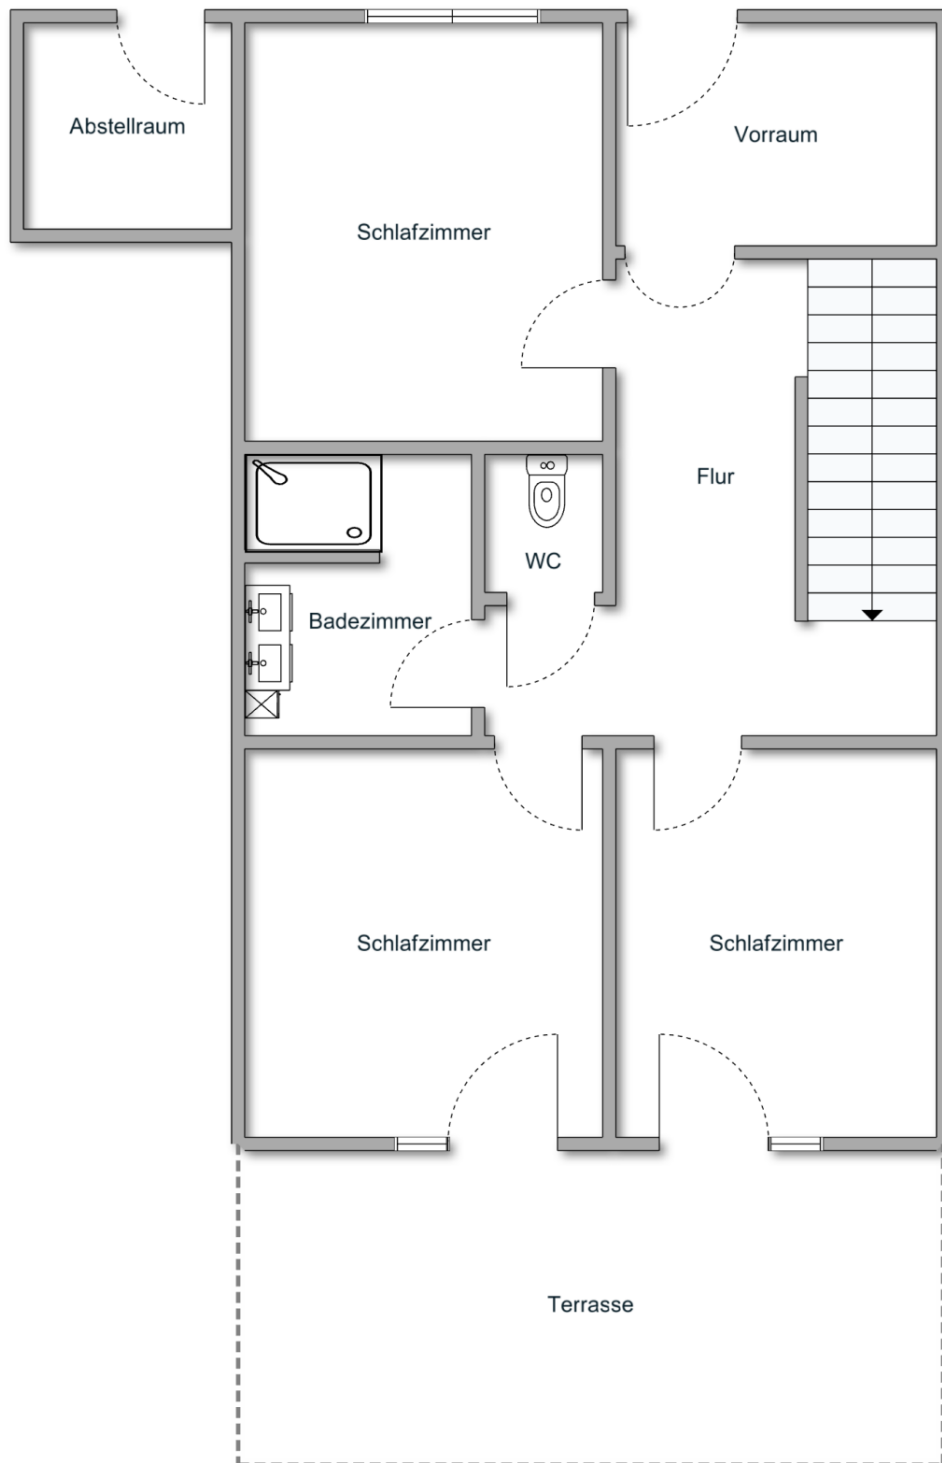 Abstellraum
Vorraum
Schlafzimmer
Flur
WC
Badezimmer
Schlafzimmer
Schlafzimmer
Terrasse